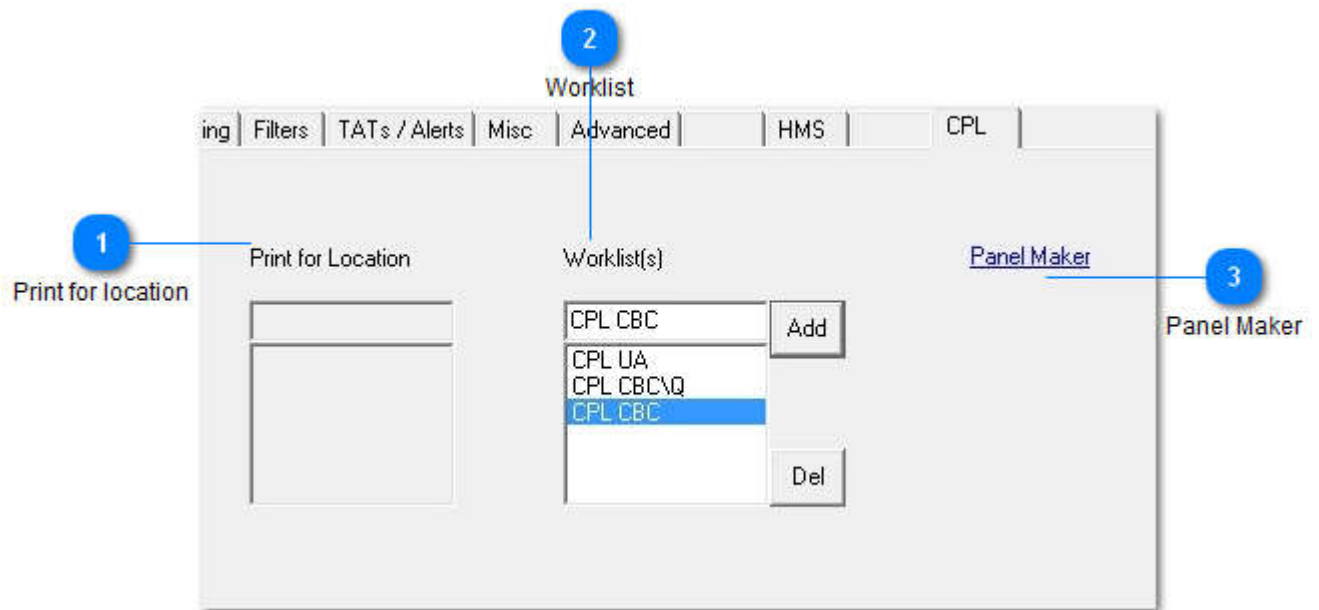 2
Worklist
ing Filters TATs / Alerts Misc Advanced HMS CPL
1
Print for location
Print for Location
Worklist(s)
Panel Maker
3
Panel Maker
CPL CBC
Add
CPL UA
CPL CBC\Q
CPL CBC
Del